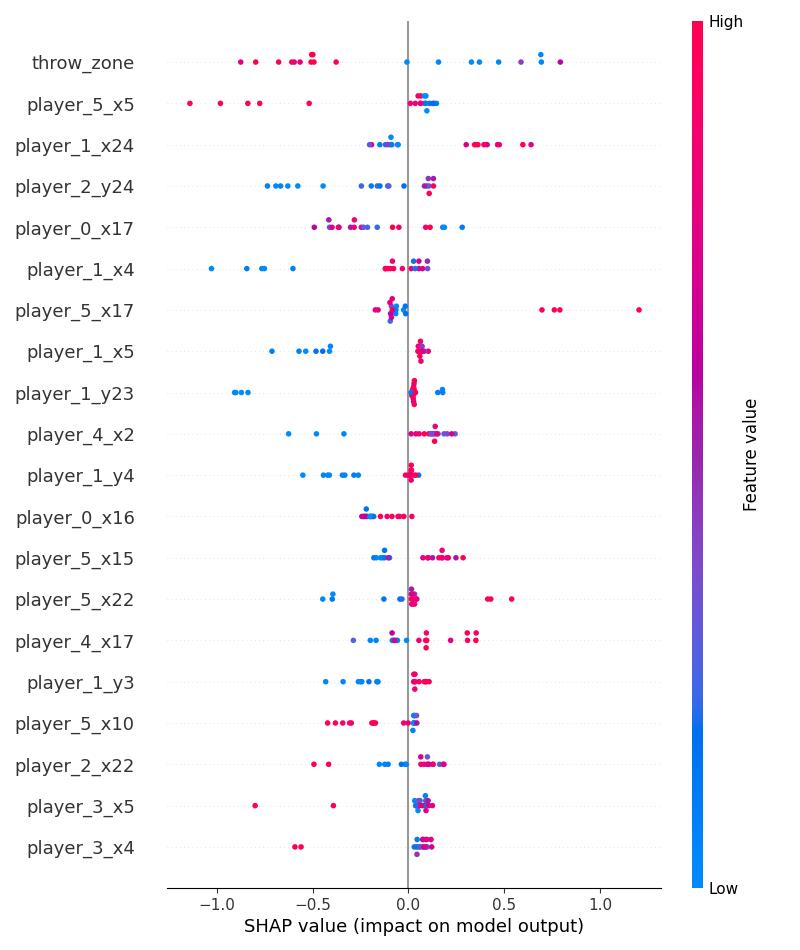 High
throw_zone
player_5_x5
player_1_x24
player_2_y24
player_0_x17
player_1_x4
player_5_x17
player_1_x5
player_1_y23
player_4_x2
player_1_y4
player_0_x16
player_5_x15
player_5_x22
player_4_x17
player_1_y3
player_5_x10
player_2_x22
player_3_x5
player_3_x4
Feature value
Low
−1.0 −0.5 0.0 0.5 1.0
SHAP value (impact on model output)